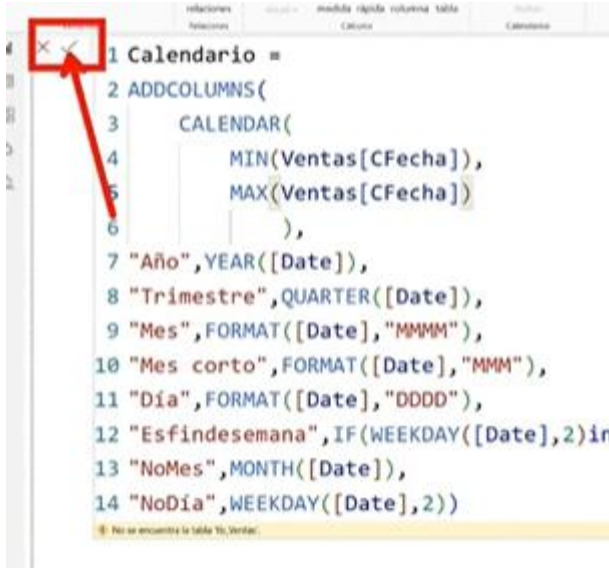 relaciones medida rápida columna tabla
Relaciones Cálculos Calendarios
1 Calendario =
2 ADDCOLUMNS(
3 CALENDAR(
4 MIN(Ventas[CFecha]),
5 MAX(Ventas[CFecha])
6 ),
7 "Año",YEAR([Date]),
8 "Trimestre",QUARTER([Date]),
9 "Mes",FORMAT([Date],"MMMM"),
10 "Mes corto",FORMAT([Date],"MMM"),
11 "Día",FORMAT([Date],"DDDD"),
12 "Esfindesemana",IF(WEEKDAY([Date],2)in
13 "NoMes",MONTH([Date]),
14 "NoDía",WEEKDAY([Date],2))
No se encuentra la tabla